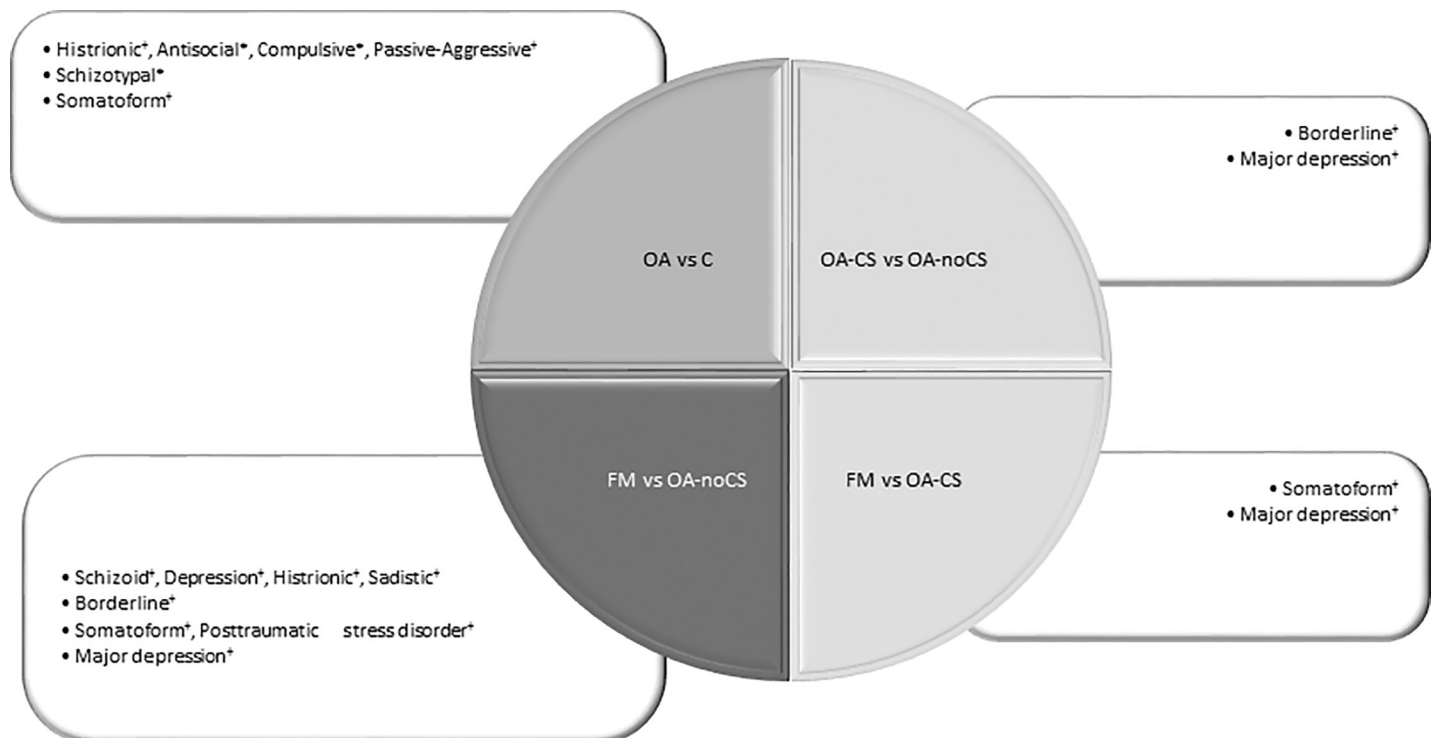 • Histrionic⁺, Antisocial*, Compulsive*, Passive-Aggressive⁺
• Schizotypal*
• Somatoform⁺
• Borderline⁺
• Major depression⁺
OA vs C
OA-CS vs OA-noCS
FM vs OA-noCS
FM vs OA-CS
• Somatoform⁺
• Major depression⁺
• Schizoid⁺, Depression⁺, Histrionic⁺, Sadistic⁺
• Borderline⁺
• Somatoform⁺, Posttraumatic stress disorder⁺
• Major depression⁺